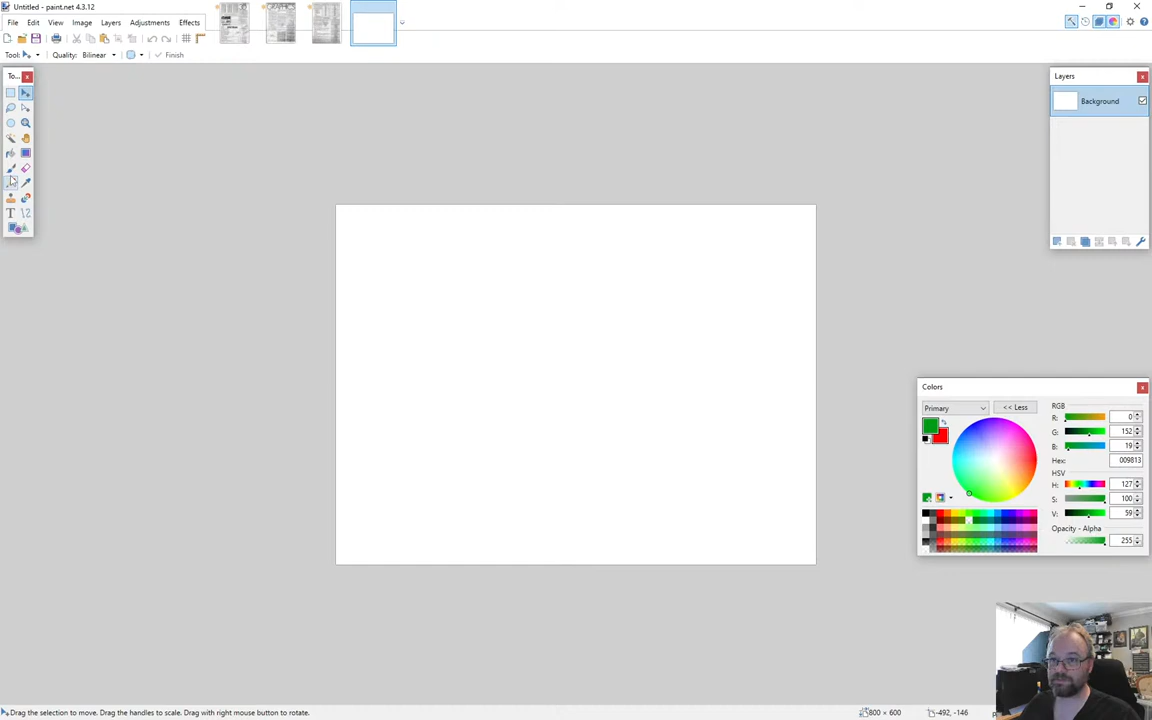 Untitled - paint.net 4.3.12
File Edit View Image Layers Adjustments Effects
Tool: Quality: Bilinear Finish
To...
T
Layers
Background
Colors
Primary << Less
RGB
R: 0
G: 152
B: 19
Hex: 009813
HSV
H: 127
S: 100
V: 59
Opacity - Alpha
255
Drag the selection to move. Drag the handles to scale. Drag with right mouse button to rotate. 800 × 600 -492, -146